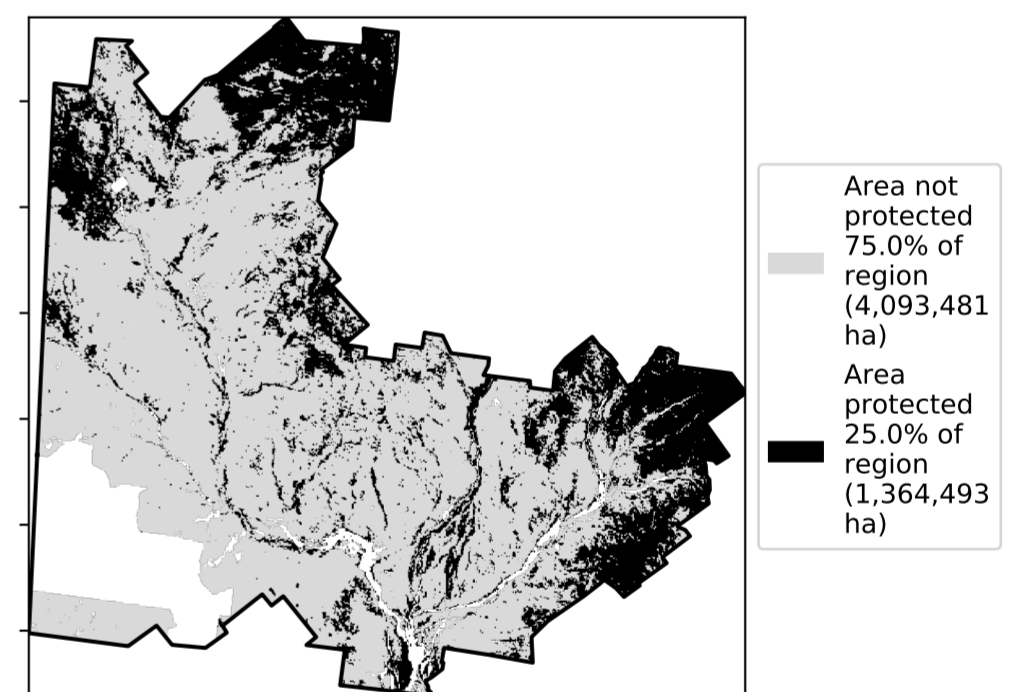 Area not
protected
75.0% of
region
(4,093,481
ha)
Area
protected
25.0% of
region
(1,364,493
ha)